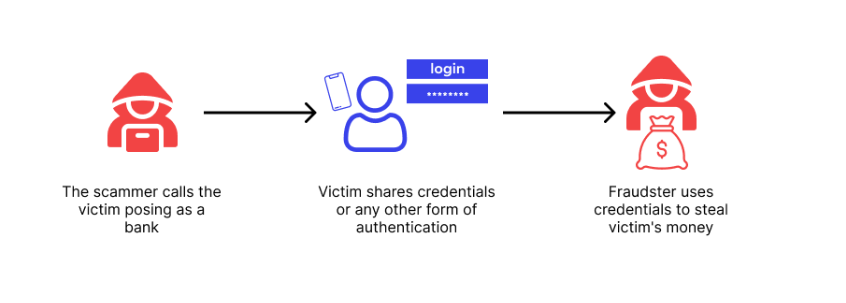 login
********
$
The scammer calls the
victim posing as a
bank
Victim shares credentials
or any other form of
authentication
Fraudster uses
credentials to steal
victim's money